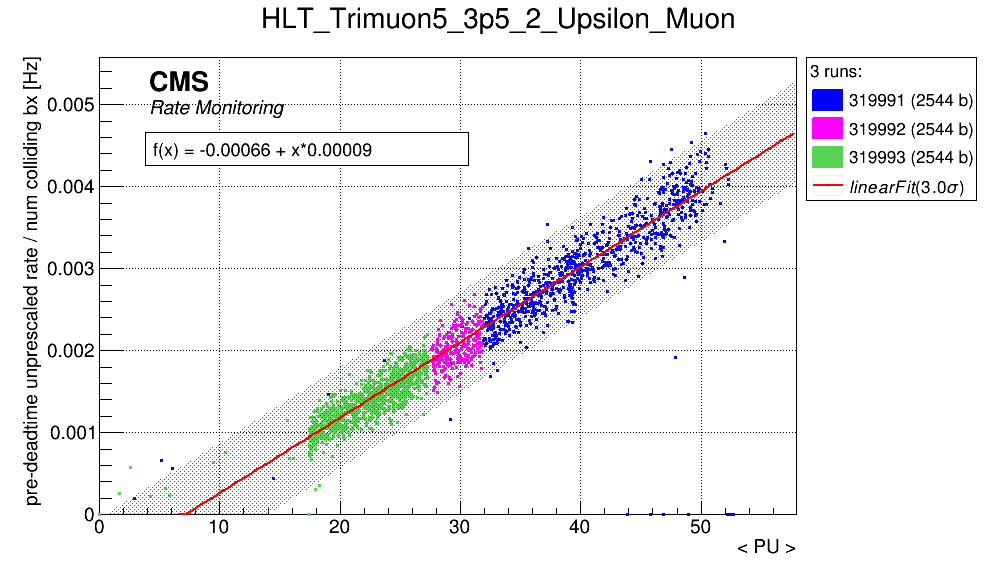 HLT_Trimuon5_3p5_2_Upsilon_Muon
pre-deadtime unprescaled rate / num colliding bx [Hz]
CMS
Rate Monitoring
f(x) = -0.00066 + x*0.00009
0.005
0.004
0.003
0.002
0.001
0
0 10 20 30 40 50
< PU >
3 runs:
319991 (2544 b)
319992 (2544 b)
319993 (2544 b)
linearFit(3.0σ)